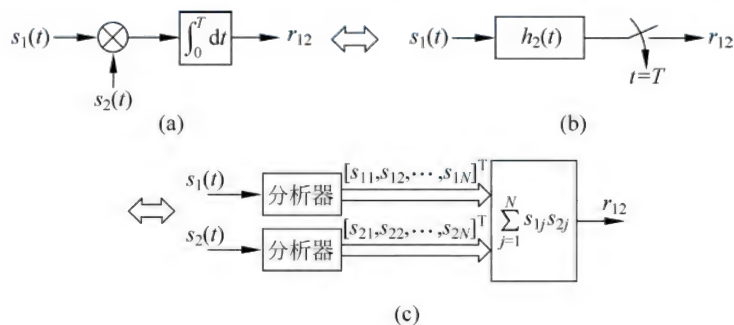 s₁(t) ∫₀ᵀ dt r₁₂ s₁(t) h₂(t) r₁₂
s₂(t) t=T
(a) (b)
[s₁₁,s₁₂,⋯,s₁N]ᵀ
s₁(t) 分析器
[s₂₁,s₂₂,⋯,s₂N]ᵀ
s₂(t) 分析器
∑ⱼ₌₁ᴺ s₁ⱼs₂ⱼ r₁₂
(c)